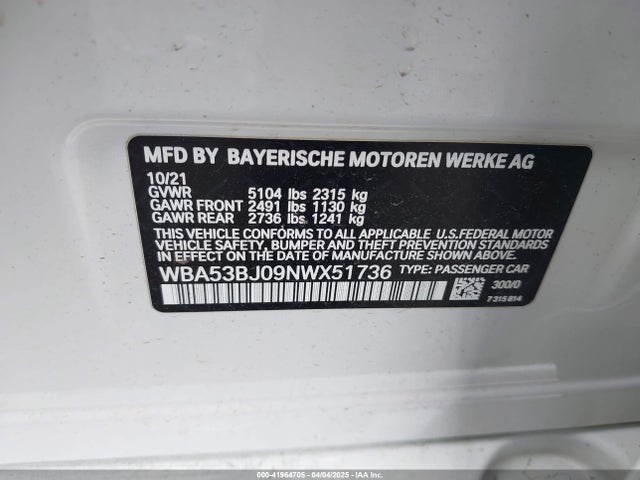 MFD BY BAYERISCHE MOTOREN WERKE AG
10/21
GVWR 5104 lbs 2315 kg
GAWR FRONT 2491 lbs 1130 kg
GAWR REAR 2736 lbs 1241 kg
THIS VEHICLE CONFORMS TO ALL APPLICABLE U.S.FEDERAL MOTOR
VEHICLE SAFETY, BUMPER AND THEFT PREVENTION STANDARDS
IN EFFECT ON THE DATE OF MANUFACTURE SHOWN ABOVE.
WBA53BJ09NWX51736 TYPE: PASSENGER CAR
300/0
7315814
200-41964705 - 04/04/2025 - IAAI.CA